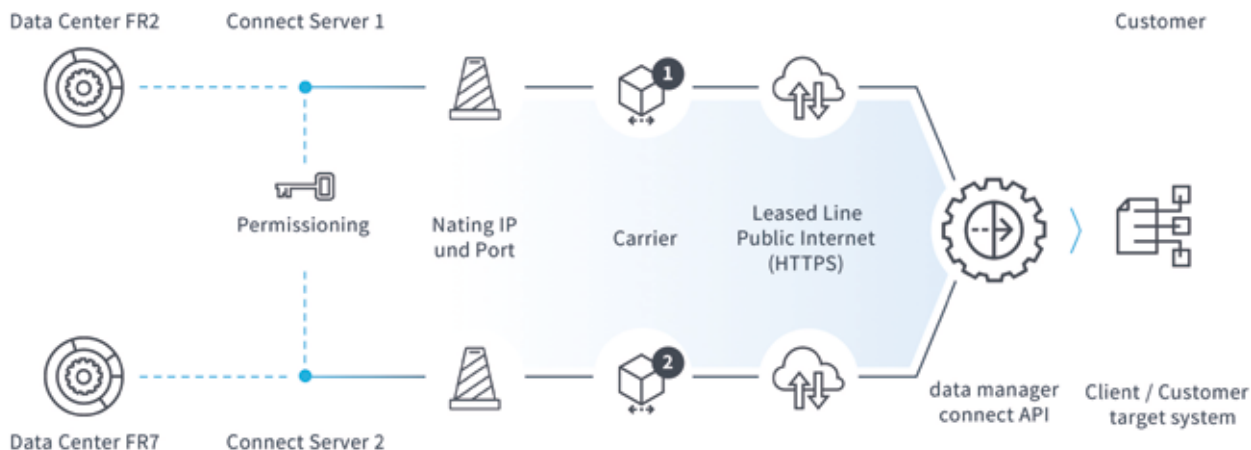 Data Center FR2
Connect Server 1
Customer
1
Permissioning
Nating IP
und Port
Carrier
Leased Line
Public Internet
(HTTPS)
2
data manager
connect API
Client / Customer
target system
Data Center FR7
Connect Server 2